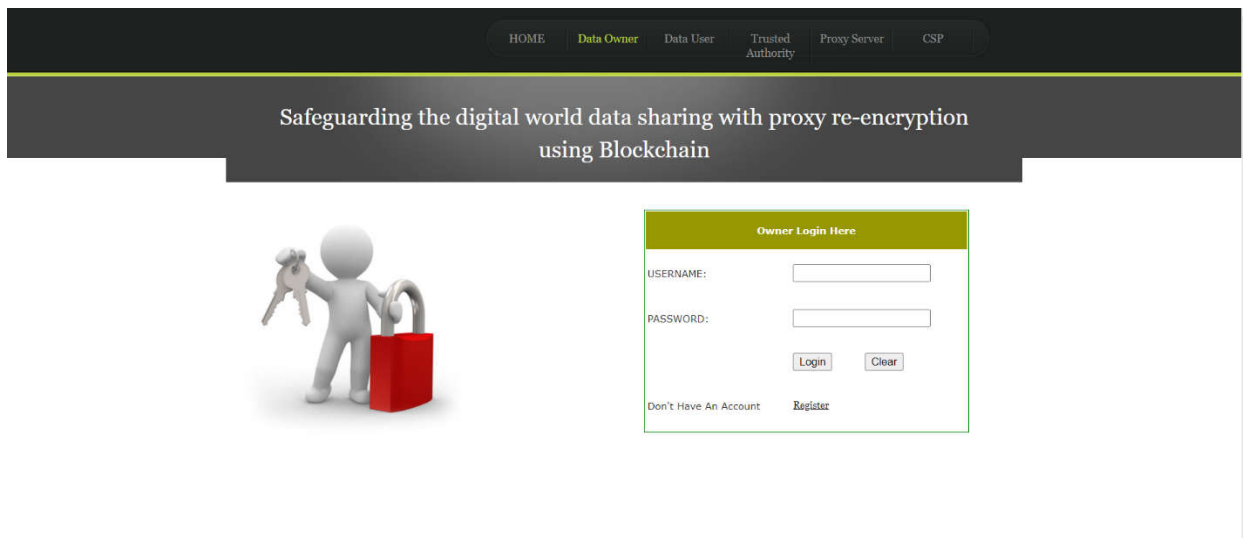 HOME Data Owner Data User Trusted Authority Proxy Server CSP
Safeguarding the digital world data sharing with proxy re-encryption
using Blockchain
Owner Login Here
USERNAME:
PASSWORD:
Login Clear
Don't Have An Account Register